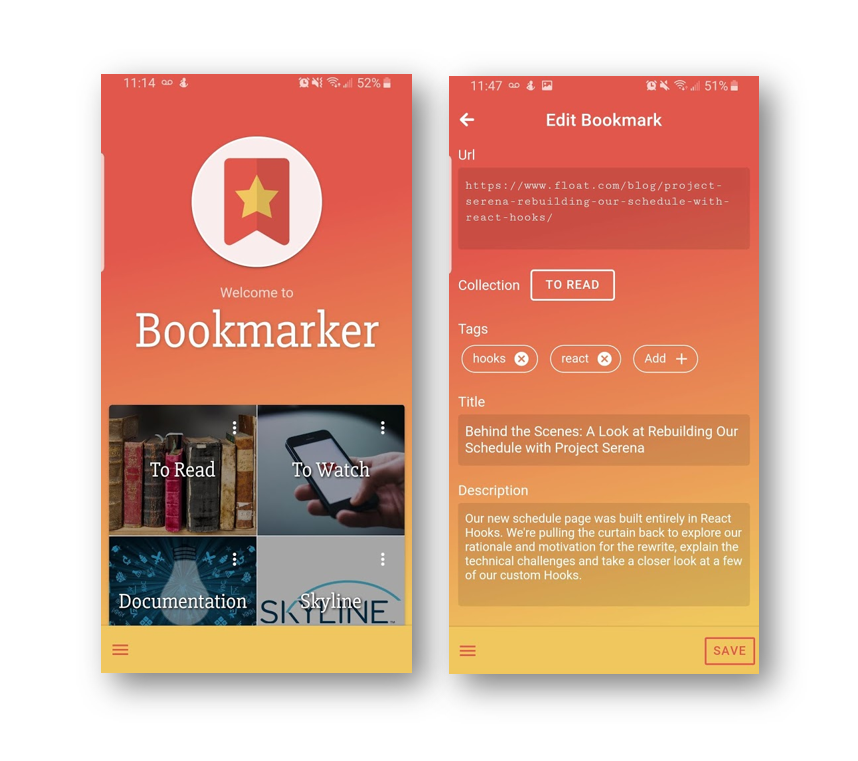 11:14
52%
Welcome to
Bookmarker
To Read
To Watch
Documentation
SKYLINE
Skyline
11:47
51%
Edit Bookmark
Url
https://www.float.com/blog/project-
serena-rebuilding-our-schedule-with-
react-hooks/
Collection
TO READ
Tags
hooks
react
Add
Title
Behind the Scenes: A Look at Rebuilding Our
Schedule with Project Serena
Description
Our new schedule page was built entirely in React
Hooks. We're pulling the curtain back to explore our
rationale and motivation for the rewrite, explain the
technical challenges and take a closer look at a few
of our custom Hooks.
SAVE